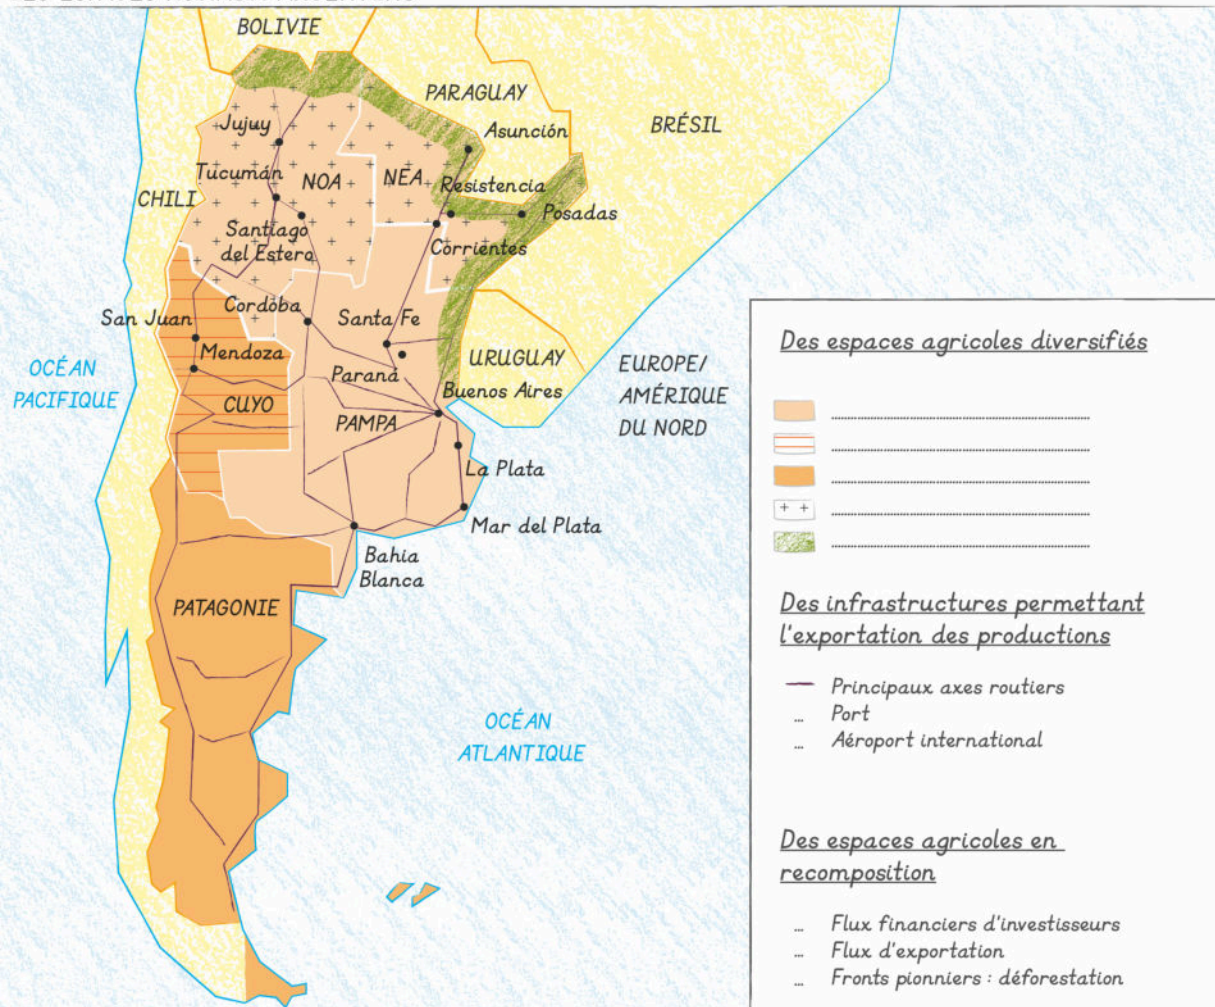 BOLIVIE
PARAGUAY
BRÉSIL
Asunción
Jujuy
Tucumán
NOA
NEA
Resistencia
CHILI
Posadas
Santiago
del Estero
Corrientes
Cordóba
San Juan
Santa Fe
Mendoza
OCÉAN
PACIFIQUE
Paraná
URUGUAY
EUROPE/
AMÉRIQUE
DU NORD
Buenos Aires
CUYO
PAMPA
La Plata
Mar del Plata
Bahia
Blanca
PATAGONIE
OCÉAN
ATLANTIQUE
Des espaces agricoles diversifiés
Des infrastructures permettant
l'exportation des productions
Principaux axes routiers
... Port
... Aéroport international
Des espaces agricoles en
recomposition
... Flux financiers d'investisseurs
... Flux d'exportation
... Fronts pionniers : déforestation